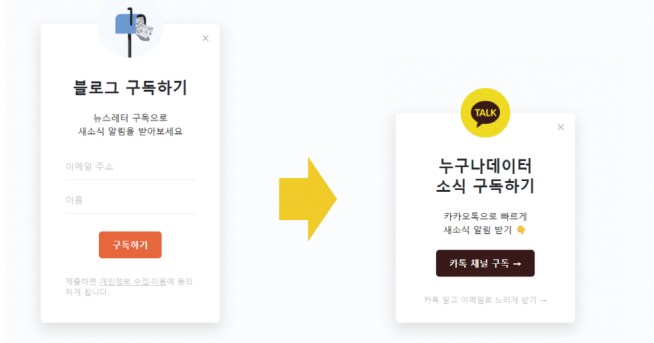 블로그 구독하기
뉴스레터 구독으로
새소식 알림을 받아보세요
이메일 주소
이름
구독하기
제출하면 개인정보 수집·이용에 동의
하게 됩니다.
TALK
누구나데이터
소식 구독하기
카카오톡으로 빠르게
새소식 알림 받기 👇
카톡 채널 구독 →
카톡 말고 이메일로 느리게 받기 →